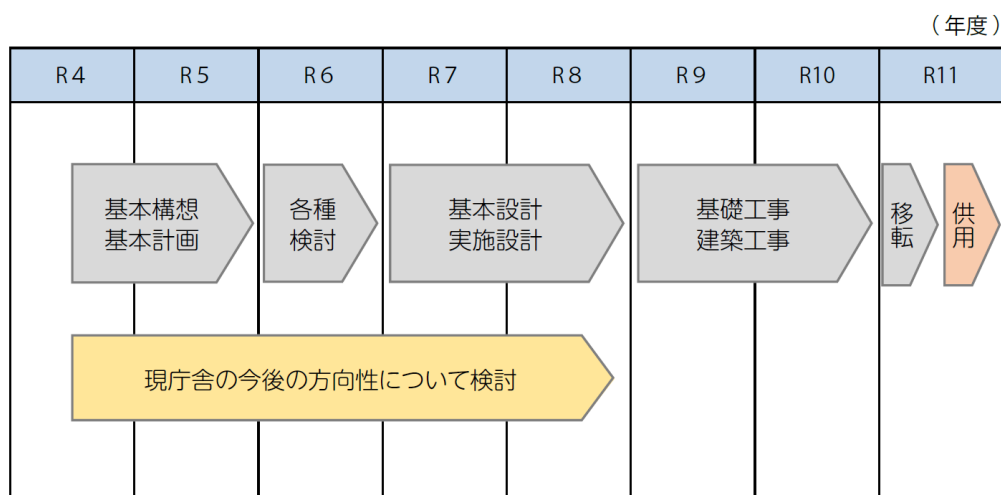 （年度）
R4 R5 R6 R7 R8 R9 R10 R11
基本構想
基本計画
各種
検討
基本設計
実施設計
基礎工事
建築工事
移転
供用
現庁舎の今後の方向性について検討